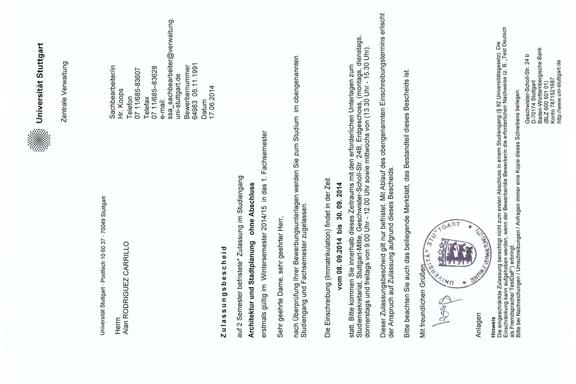 Universität Stuttgart
Zentrale Verwaltung
Universität Stuttgart · Postfach 10 60 37 · 70049 Stuttgart
Herrn
Alan RODRIGUEZ CARRILLO
Sachbearbeiter/in
Hr. Koops
Telefon
07 11/685-83607
Telefax
07 11/685-83628
e-mail:
ssa_sachbearbeiter@verwaltung.
uni-stuttgart.de
Bewerbernummer
64983 05.11.1991
Datum
17.06.2014
Zulassungsbescheid
auf 2 Semester befristete* Zulassung im Studiengang
Architektur und Stadtplanung ohne Abschluss
erstmals gültig im Wintersemester 2014/15 in das 1. Fachsemester
Sehr geehrte Dame, sehr geehrter Herr,
nach Überprüfung Ihrer Bewerbungsunterlagen werden Sie zum Studium im obengenannten
Studiengang und Fachsemester zugelassen.
Die Einschreibung (Immatrikulation) findet in der Zeit
vom 08.09.2014 bis 30.09.2014
statt. Bitte kommen Sie innerhalb dieses Zeitraums mit den erforderlichen Unterlagen zum
Studiensekretariat, Stuttgart-Mitte, Geschwister-Scholl-Str. 24B, Erdgeschoss, (montags, dienstags,
donnerstags und freitags von 9.00 Uhr - 12.00 Uhr sowie mittwochs von (13.30 Uhr - 15.30 Uhr).
Dieser Zulassungsbescheid gilt nur befristet. Mit Ablauf des obengenannten Einschreibungstermins erlischt
der Anspruch auf Zulassung aufgrund dieses Bescheids.
Bitte beachten Sie auch das beiliegende Merkblatt, das Bestandteil dieses Bescheids ist.
Mit freundlichen Grüßen
UNIVERSITÄT STUTTGART
Anlagen
Hinweis
Die eingeschränkte Zulassung berechtigt nicht zum ersten Abschluss in einem Studiengang (§ 92 Universitätsgesetz). Die
Einschränkung kann aufgehoben werden, wenn der Bewerber/die Bewerberin die erforderlichen Nachweise (z. B. „Test Deutsch
als Fremdsprache/ TestDaF") erbringt.
Bitte bei Nachreichungen / Umschreibungen / Anfragen immer eine Kopie dieses Schreibens beilegen.
Geschwister-Scholl-Str. 24 b
D-70174 Stuttgart
Baden-Württembergische Bank
(BLZ 600 501 01)
Konto 7871521687
http://www.uni-stuttgart.de